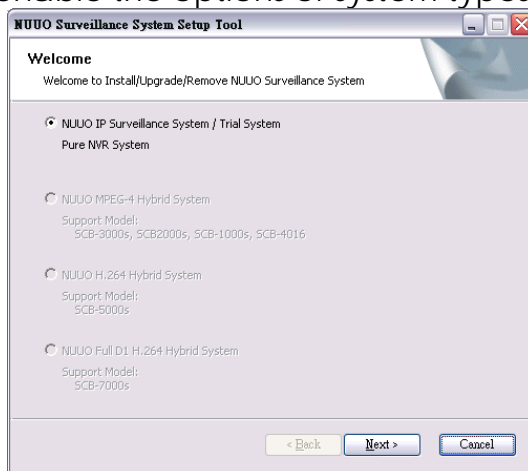 enable the options of system types
NUUO Surveillance System Setup Tool
Welcome
Welcome to Install/Upgrade/Remove NUUO Surveillance System
NUUO IP Surveillance System / Trial System
Pure NVR System
NUUO MPEG-4 Hybrid System
Support Model:
SCB-3000s, SCB2000s, SCB-1000s, SCB-4016
NUUO H.264 Hybrid System
Support Model:
SCB-5000s
NUUO Full D1 H.264 Hybrid System
Support Model:
SCB-7000s
< Back Next > Cancel